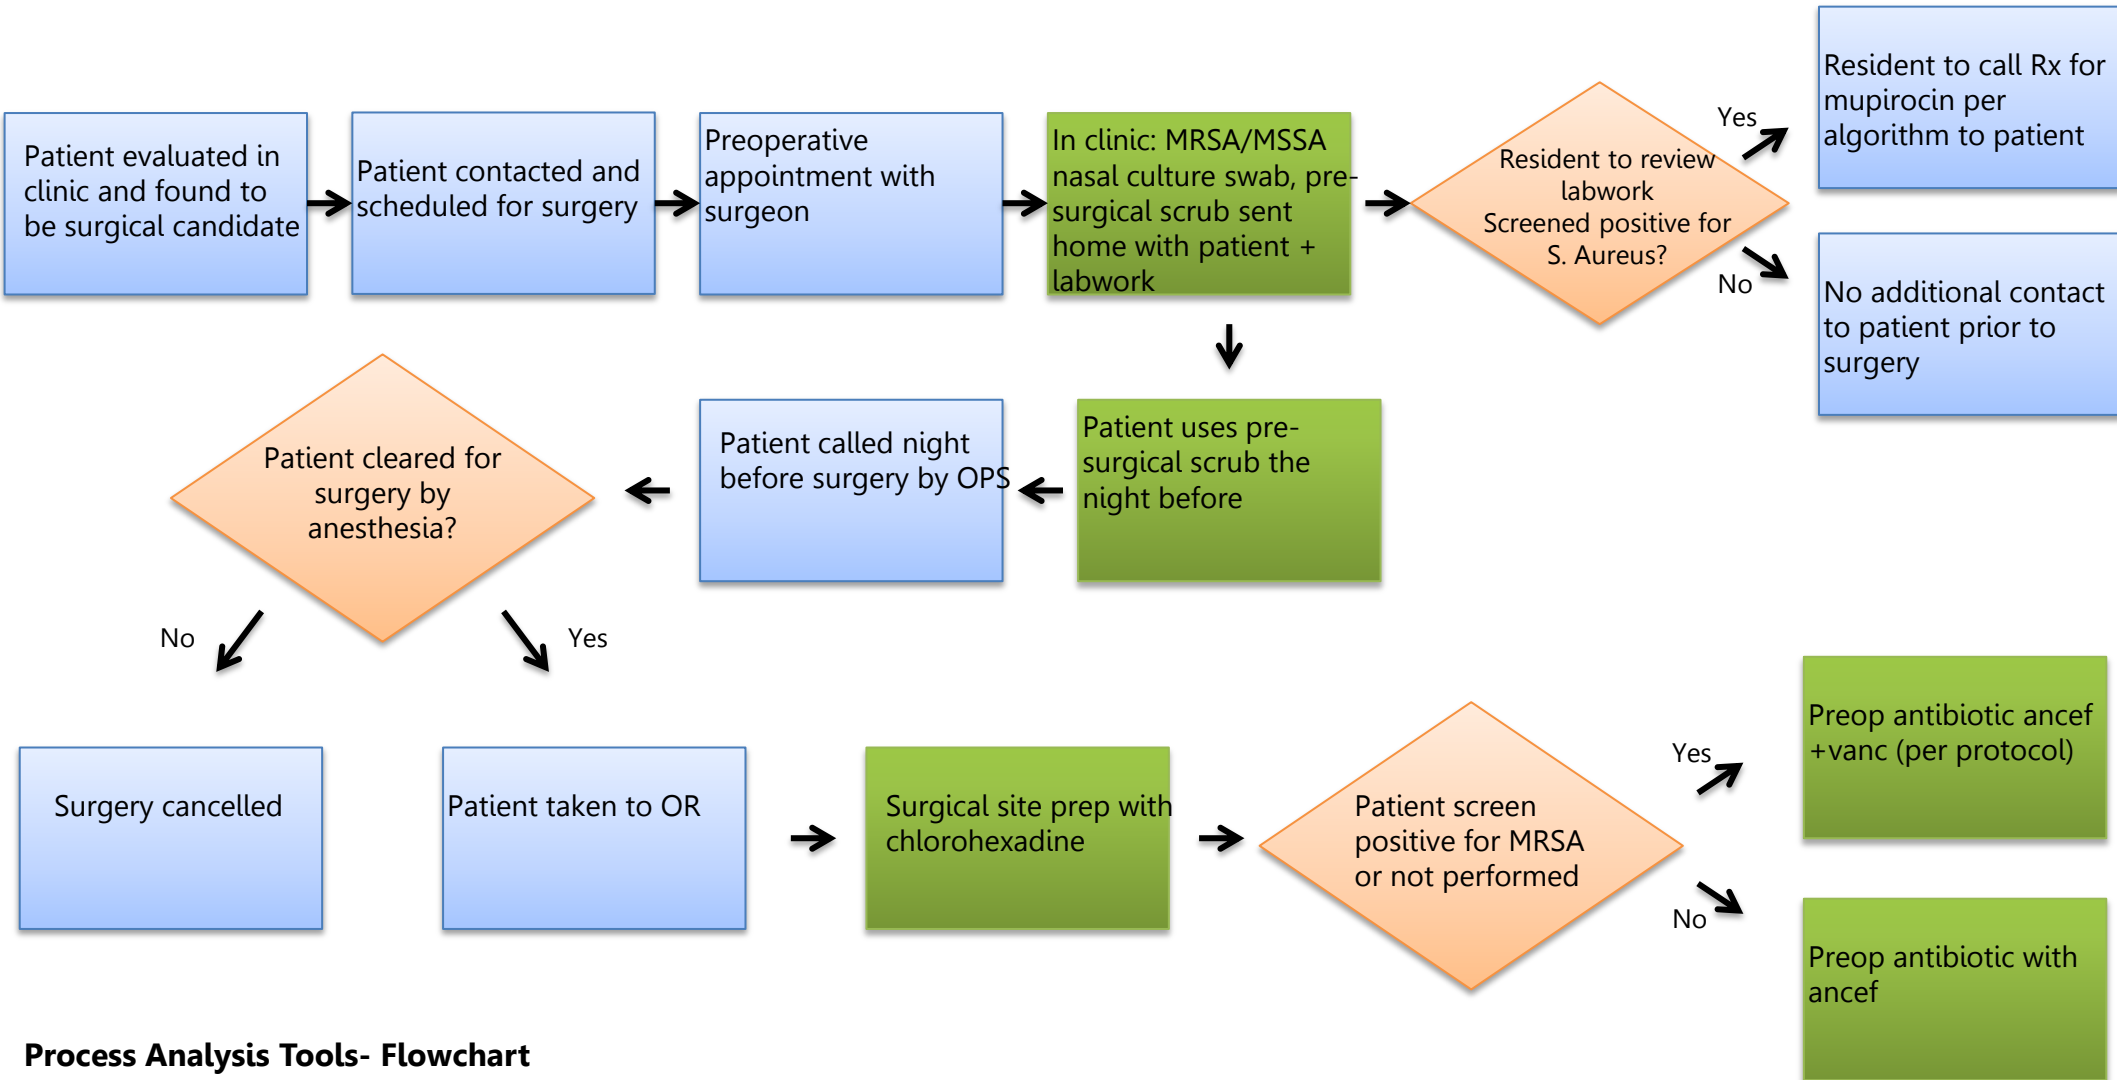 Patient evaluated in
clinic and found to
be surgical candidate
Patient contacted and
scheduled for surgery
Preoperative
appointment with
surgeon
In clinic: MRSA/MSSA
nasal culture swab, pre-
surgical scrub sent
home with patient +
labwork
Resident to review
labwork
Screened positive for
S. Aureus?
Yes
Resident to call Rx for
mupirocin per
algorithm to patient
No
No additional contact
to patient prior to
surgery
Patient uses pre-
surgical scrub the
night before
Patient called night
before surgery by OPS
Patient cleared for
surgery by
anesthesia?
No
Yes
Surgery cancelled
Patient taken to OR
Surgical site prep with
chlorohexadine
Patient screen
positive for MRSA
or not performed
Yes
Preop antibiotic ancef
+vanc (per protocol)
No
Preop antibiotic with
ancef
Process Analysis Tools- Flowchart